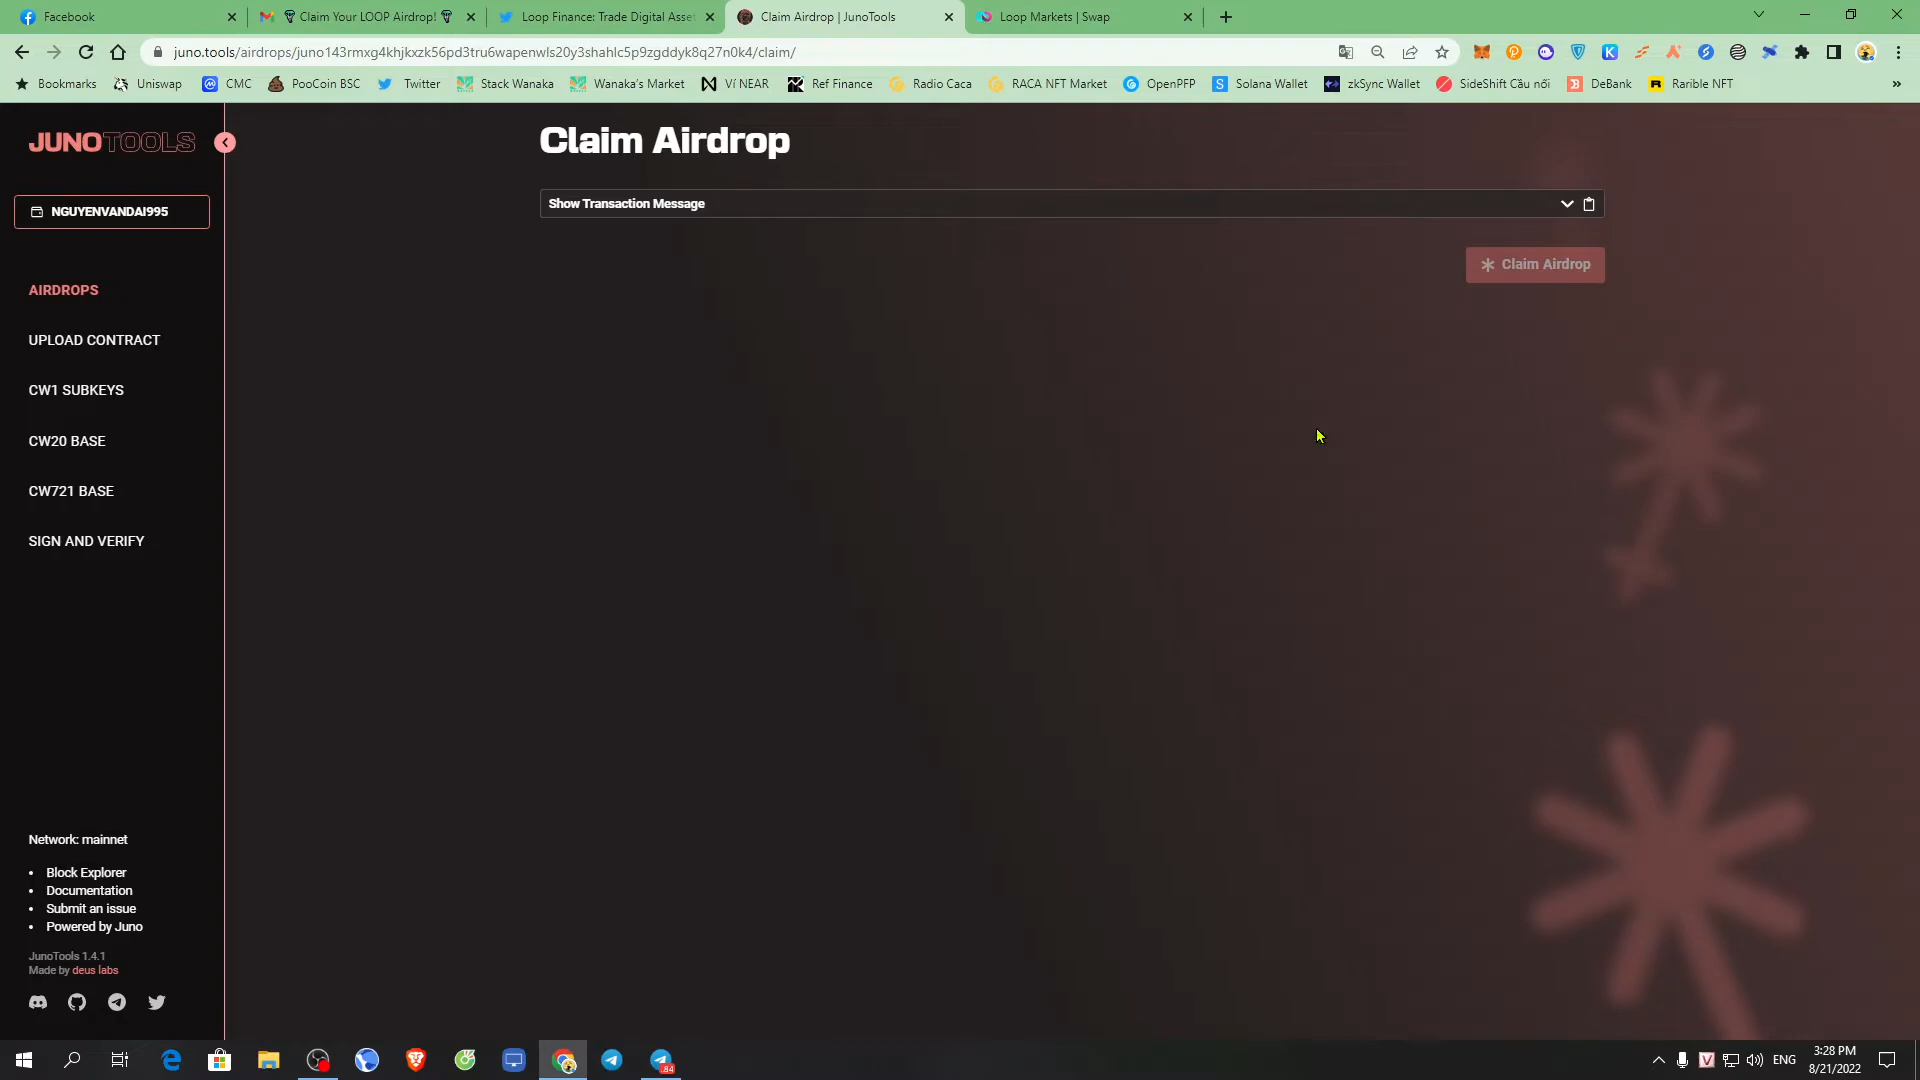 Facebook
Claim Your LOOP Airdrop!
Loop Finance: Trade Digital Asset
Claim Airdrop | JunoTools
Loop Markets | Swap
juno.tools/airdrops/juno143rmxg4khjkxzk56pd3tru6wapenwls20y3shahlc5p9zgddyk8q27n0k4/claim/
Bookmarks
Uniswap
CMC
PooCoin BSC
Twitter
Stack Wanaka
Wanaka's Market
Ví NEAR
Ref Finance
Radio Caca
RACA NFT Market
OpenPFP
Solana Wallet
zkSync Wallet
SideShift Cầu nối
DeBank
Rarible NFT
JUNOTOOLS
NGUYENVANDAI995
AIRDROPS
UPLOAD CONTRACT
CW1 SUBKEYS
CW20 BASE
CW721 BASE
SIGN AND VERIFY
Claim Airdrop
Show Transaction Message
Claim Airdrop
Network: mainnet
• Block Explorer
• Documentation
• Submit an issue
• Powered by Juno
JunoTools 1.4.1
Made by deus labs
84
ENG
3:28 PM
8/21/2022